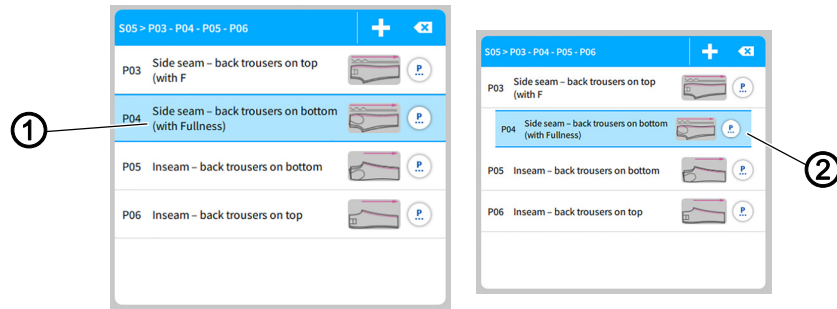 S05 > P03 - P04 - P05 - P06
P03 Side seam – back trousers on top
(with F
P
P04 Side seam – back trousers on bottom
(with Fullness)
P
P05 Inseam – back trousers on bottom
P
P06 Inseam – back trousers on top
P
1
S05 > P03 - P04 - P05 - P06
P03 Side seam – back trousers on top
(with F
P
P04 Side seam – back trousers on bottom
(with Fullness)
P
P05 Inseam – back trousers on bottom
P
P06 Inseam – back trousers on top
P
2